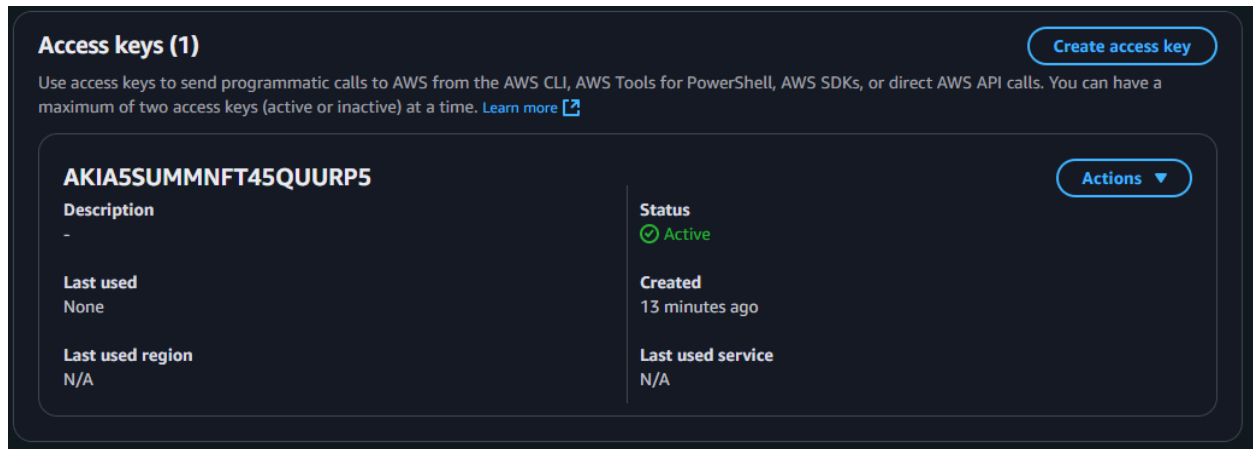 Access keys (1)
Create access key
Use access keys to send programmatic calls to AWS from the AWS CLI, AWS Tools for PowerShell, AWS SDKs, or direct AWS API calls. You can have a
maximum of two access keys (active or inactive) at a time. Learn more
AKIA5SUMMNFT45QUURP5
Actions
Description
-
Status
Active
Last used
None
Created
13 minutes ago
Last used region
N/A
Last used service
N/A